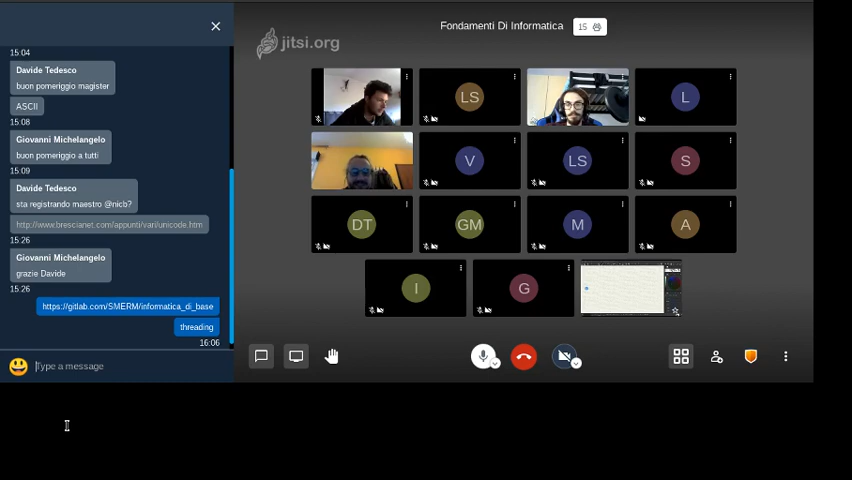 15:04
Davide Tedesco
buon pomeriggio magister
ASCII
15:08
Giovanni Michelangelo
buon pomeriggio a tutti
15:09
Davide Tedesco
sta registrando maestro @nicb?
http://www.brescianet.com/appunti/vari/unicode.htm
15:26
Giovanni Michelangelo
grazie Davide
15:26
https://gitlab.com/SMERM/informatica_di_base
threading
16:06
Type a message
jitsi.org
Fondamenti Di Informatica
15
LS
L
V
LS
S
DT
GM
M
A
I
G